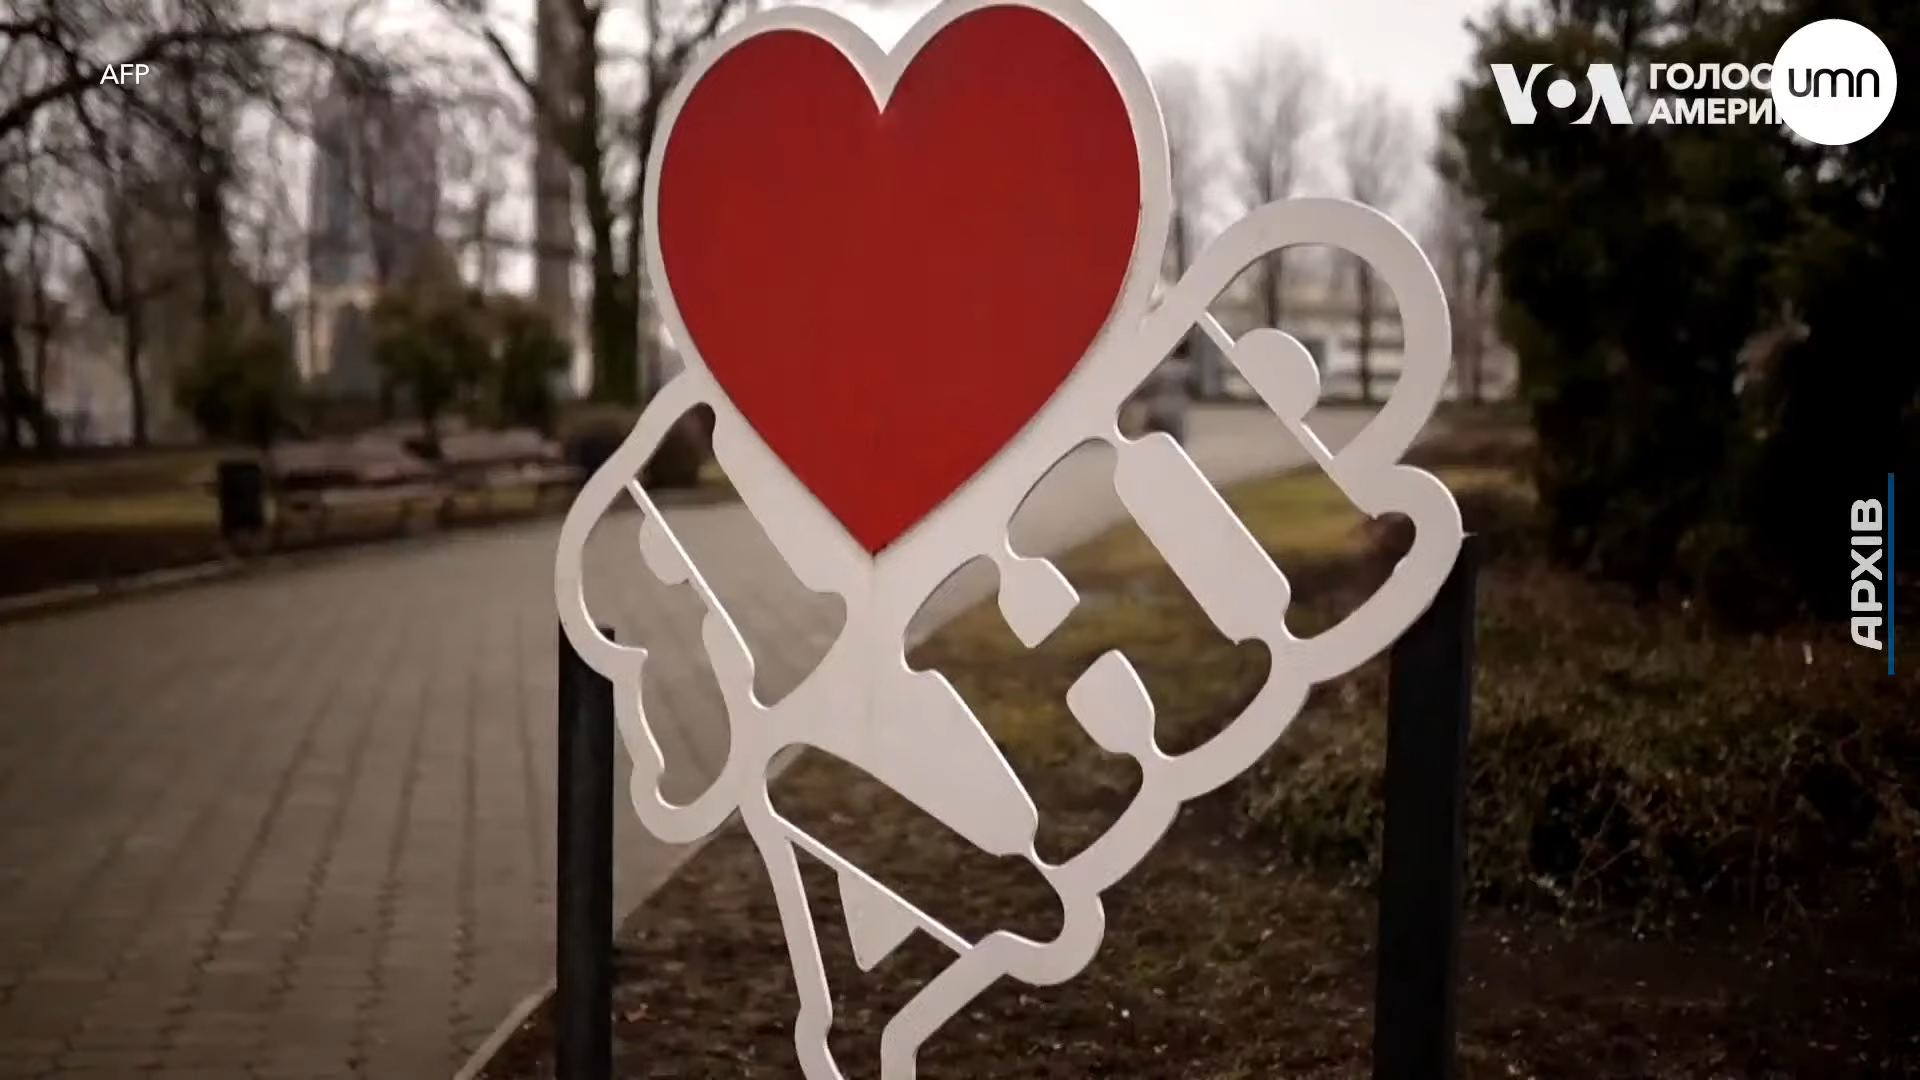 AFP
VOA
ГОЛОС
АМЕРИ
umn
АРХІВ